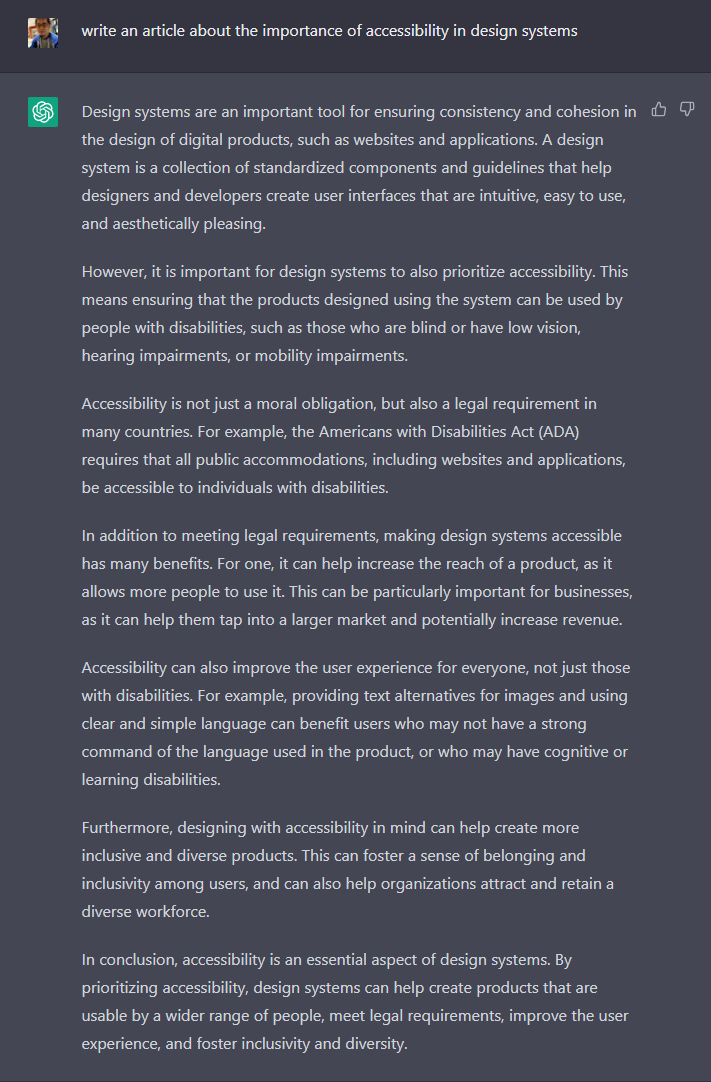 write an article about the importance of accessibility in design systems
Design systems are an important tool for ensuring consistency and cohesion in
the design of digital products, such as websites and applications. A design
system is a collection of standardized components and guidelines that help
designers and developers create user interfaces that are intuitive, easy to use,
and aesthetically pleasing.
However, it is important for design systems to also prioritize accessibility. This
means ensuring that the products designed using the system can be used by
people with disabilities, such as those who are blind or have low vision,
hearing impairments, or mobility impairments.
Accessibility is not just a moral obligation, but also a legal requirement in
many countries. For example, the Americans with Disabilities Act (ADA)
requires that all public accommodations, including websites and applications,
be accessible to individuals with disabilities.
In addition to meeting legal requirements, making design systems accessible
has many benefits. For one, it can help increase the reach of a product, as it
allows more people to use it. This can be particularly important for businesses,
as it can help them tap into a larger market and potentially increase revenue.
Accessibility can also improve the user experience for everyone, not just those
with disabilities. For example, providing text alternatives for images and using
clear and simple language can benefit users who may not have a strong
command of the language used in the product, or who may have cognitive or
learning disabilities.
Furthermore, designing with accessibility in mind can help create more
inclusive and diverse products. This can foster a sense of belonging and
inclusivity among users, and can also help organizations attract and retain a
diverse workforce.
In conclusion, accessibility is an essential aspect of design systems. By
prioritizing accessibility, design systems can help create products that are
usable by a wider range of people, meet legal requirements, improve the user
experience, and foster inclusivity and diversity.